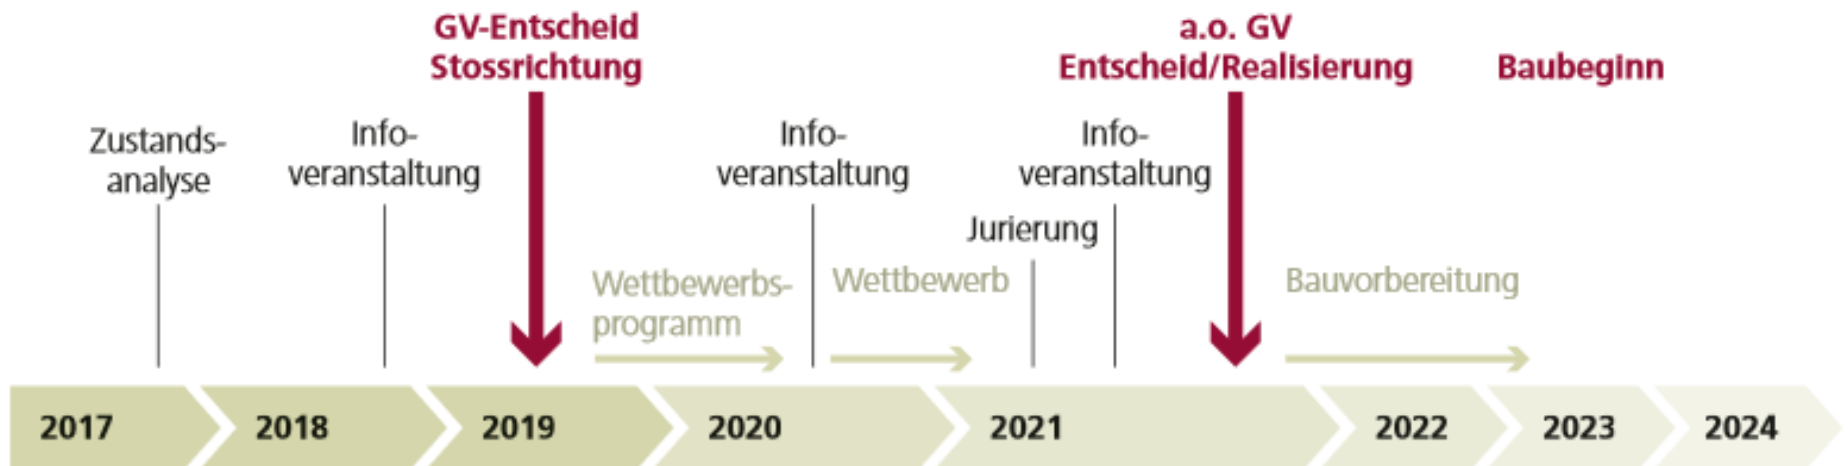 GV-Entscheid
Stossrichtung
a.o. GV
Entscheid/Realisierung
Baubeginn
Zustands-
analyse
Info-
veranstaltung
Info-
veranstaltung
Info-
veranstaltung
Jurierung
Wettbewerbs-
programm
Wettbewerb
Bauvorbereitung
2017
2018
2019
2020
2021
2022
2023
2024